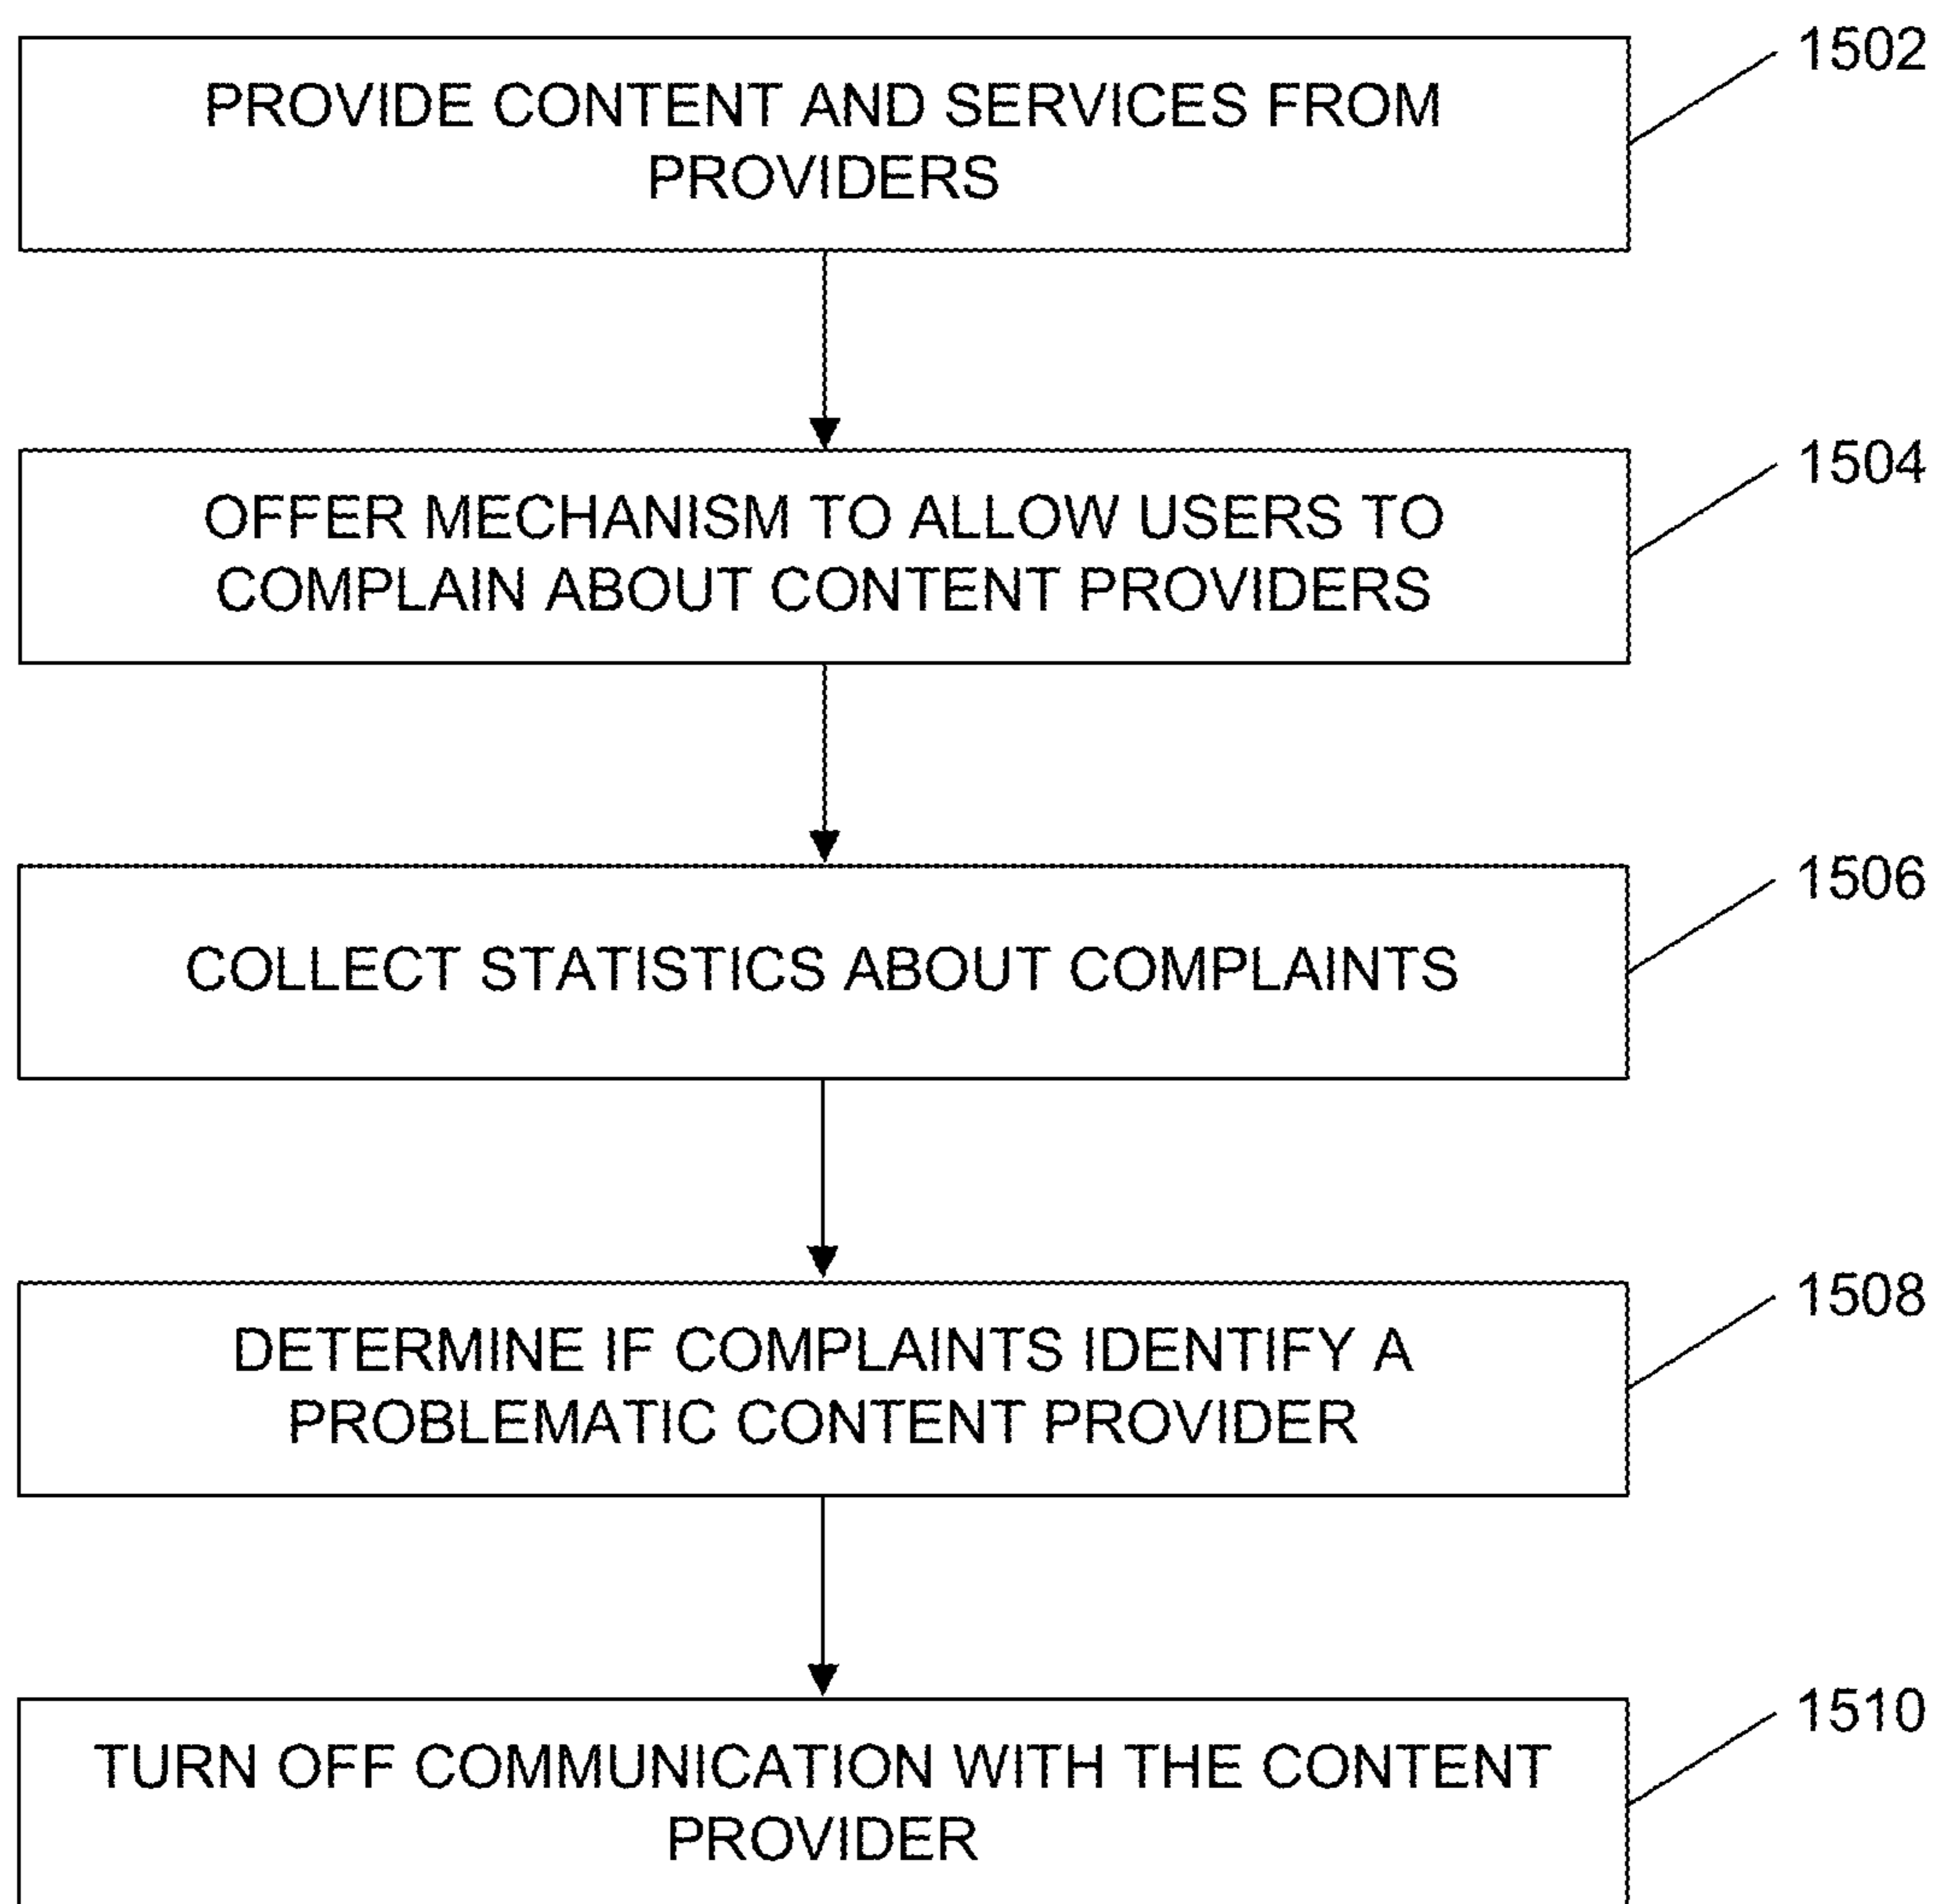 1502
PROVIDE CONTENT AND SERVICES FROM
PROVIDERS
1504
OFFER MECHANISM TO ALLOW USERS TO
COMPLAIN ABOUT CONTENT PROVIDERS
1506
COLLECT STATISTICS ABOUT COMPLAINTS
1508
DETERMINE IF COMPLAINTS IDENTIFY A
PROBLEMATIC CONTENT PROVIDER
1510
TURN OFF COMMUNICATION WITH THE CONTENT
PROVIDER